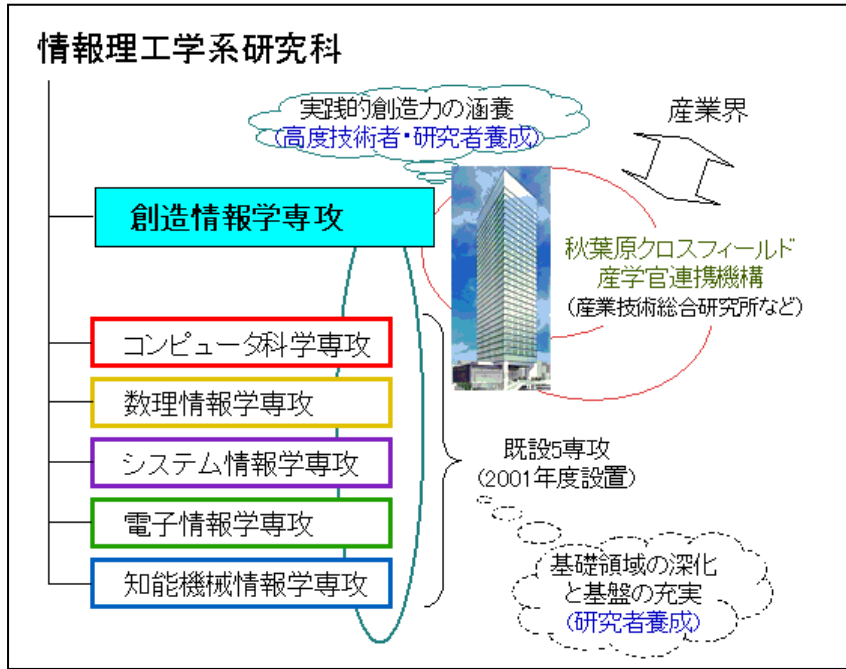 情報理工学系研究科
実践的創造力の涵養
(高度技術者・研究者養成)
産業界
創造情報学専攻
秋葉原クロスフィールド
産学官連携機構
(産業技術総合研究所など)
コンピュータ科学専攻
数理情報学専攻
システム情報学専攻
電子情報学専攻
知能機械情報学専攻
既設5専攻
(2001年度設置)
基礎領域の深化
と基盤の充実
(研究者養成)